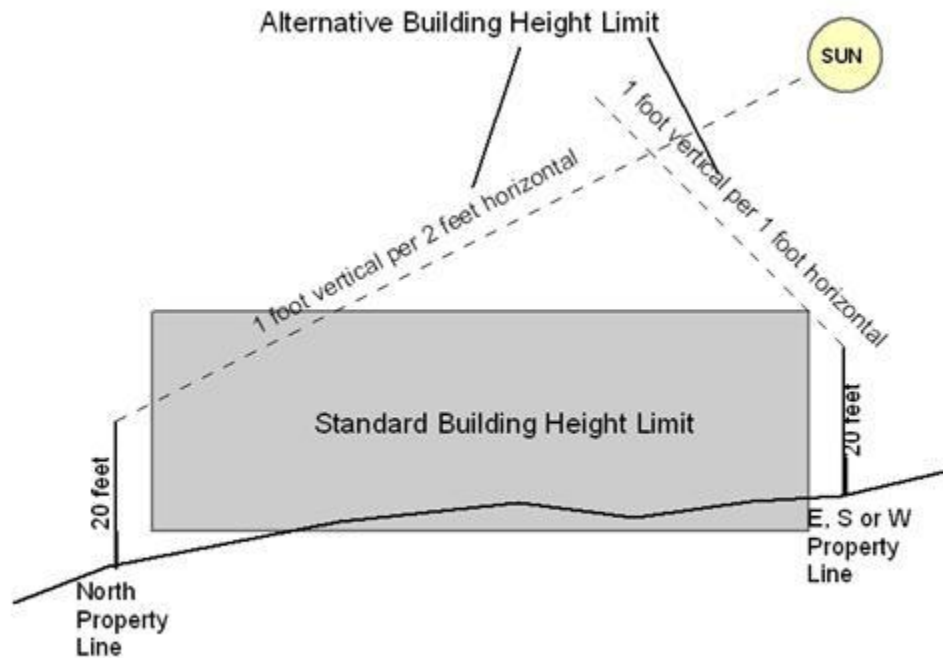 Alternative Building Height Limit
SUN
1 foot vertical per 2 feet horizontal
1 foot vertical per 1 foot horizontal
Standard Building Height Limit
20 feet
20 feet
North
Property
Line
E, S or W
Property
Line